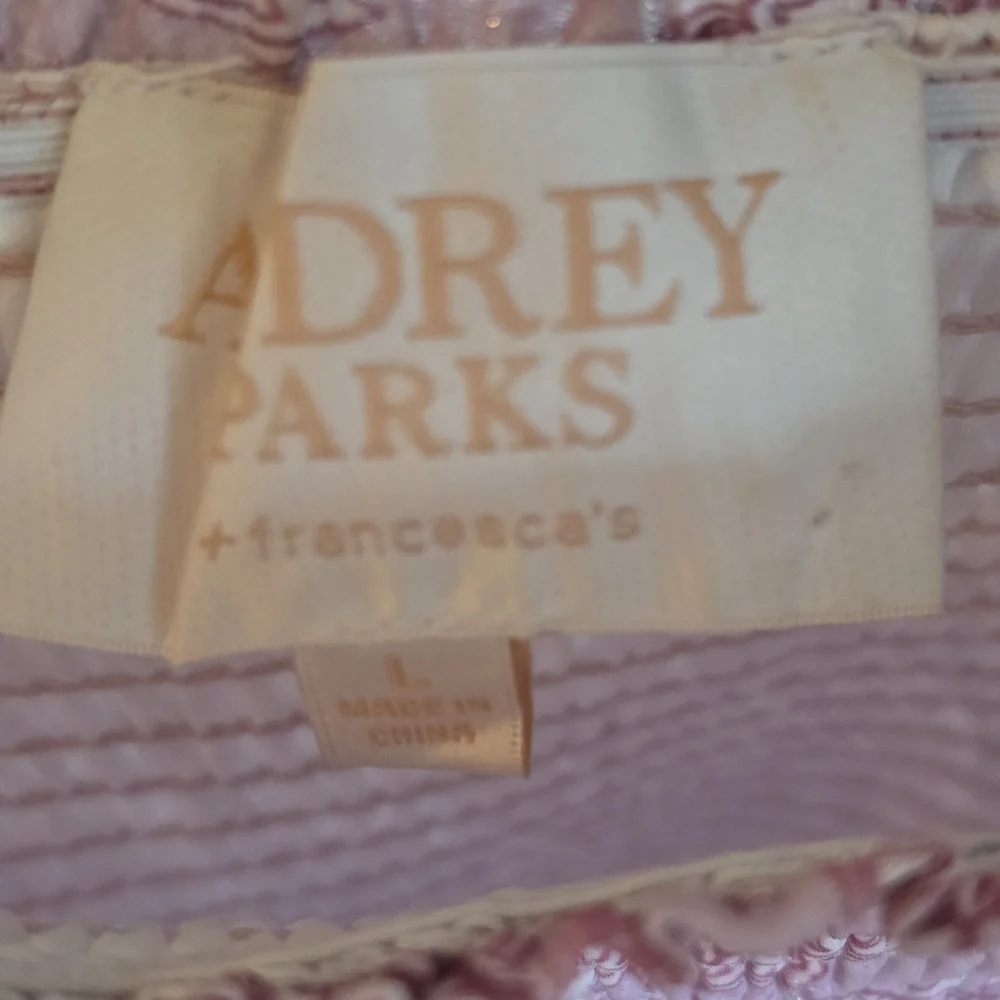 ADREY
PARKS
+francesca's
L
MADE IN
CHINA